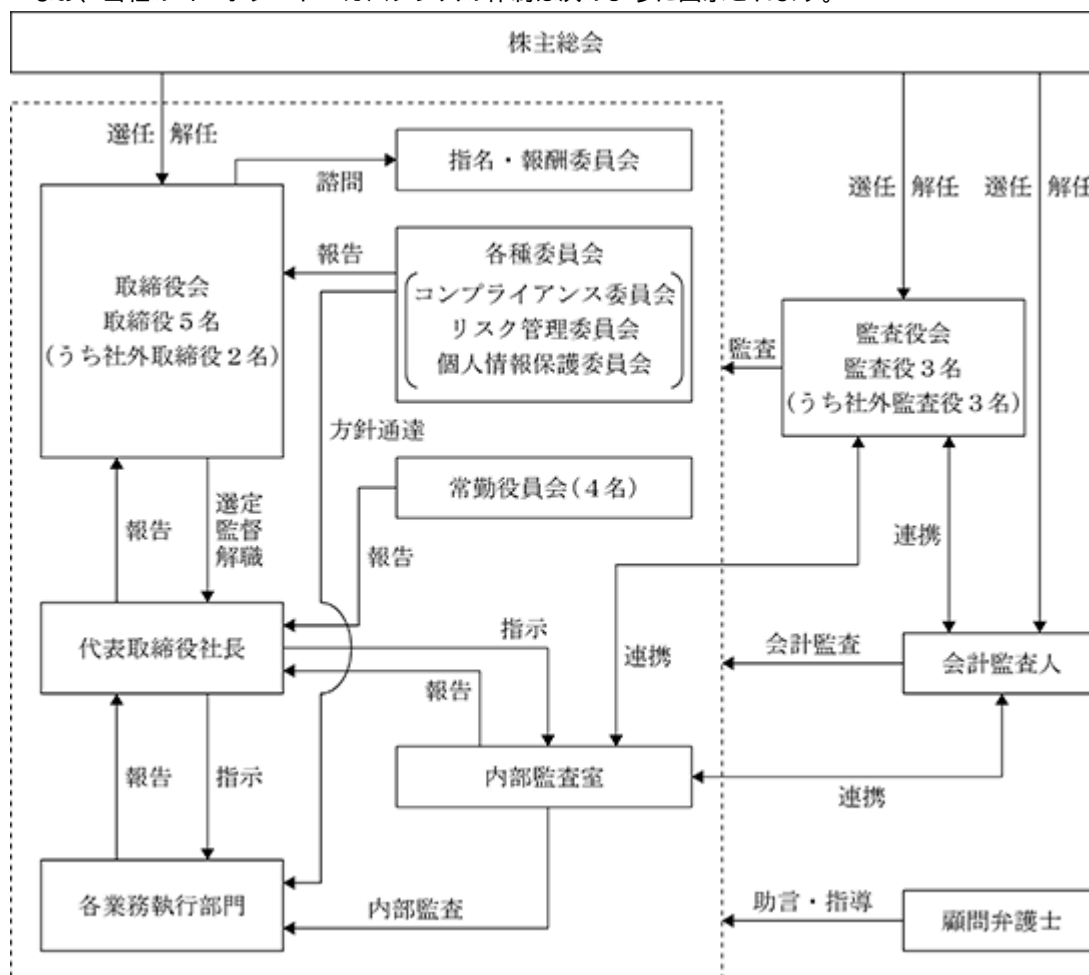 株主総会
選任 解任
指名・報酬委員会
諮問
選任 解任
選任 解任
報告
各種委員会
コンプライアンス委員会
リスク管理委員会
個人情報保護委員会
取締役会
取締役5名
(うち社外取締役2名)
監査
監査役会
監査役3名
(うち社外監査役3名)
方針通達
常勤役員会(4名)
報告
選定
監督
解職
報告
連携
代表取締役社長
指示
報告
連携
会計監査
会計監査人
報告
指示
内部監査室
連携
各業務執行部門
内部監査
助言・指導
顧問弁護士